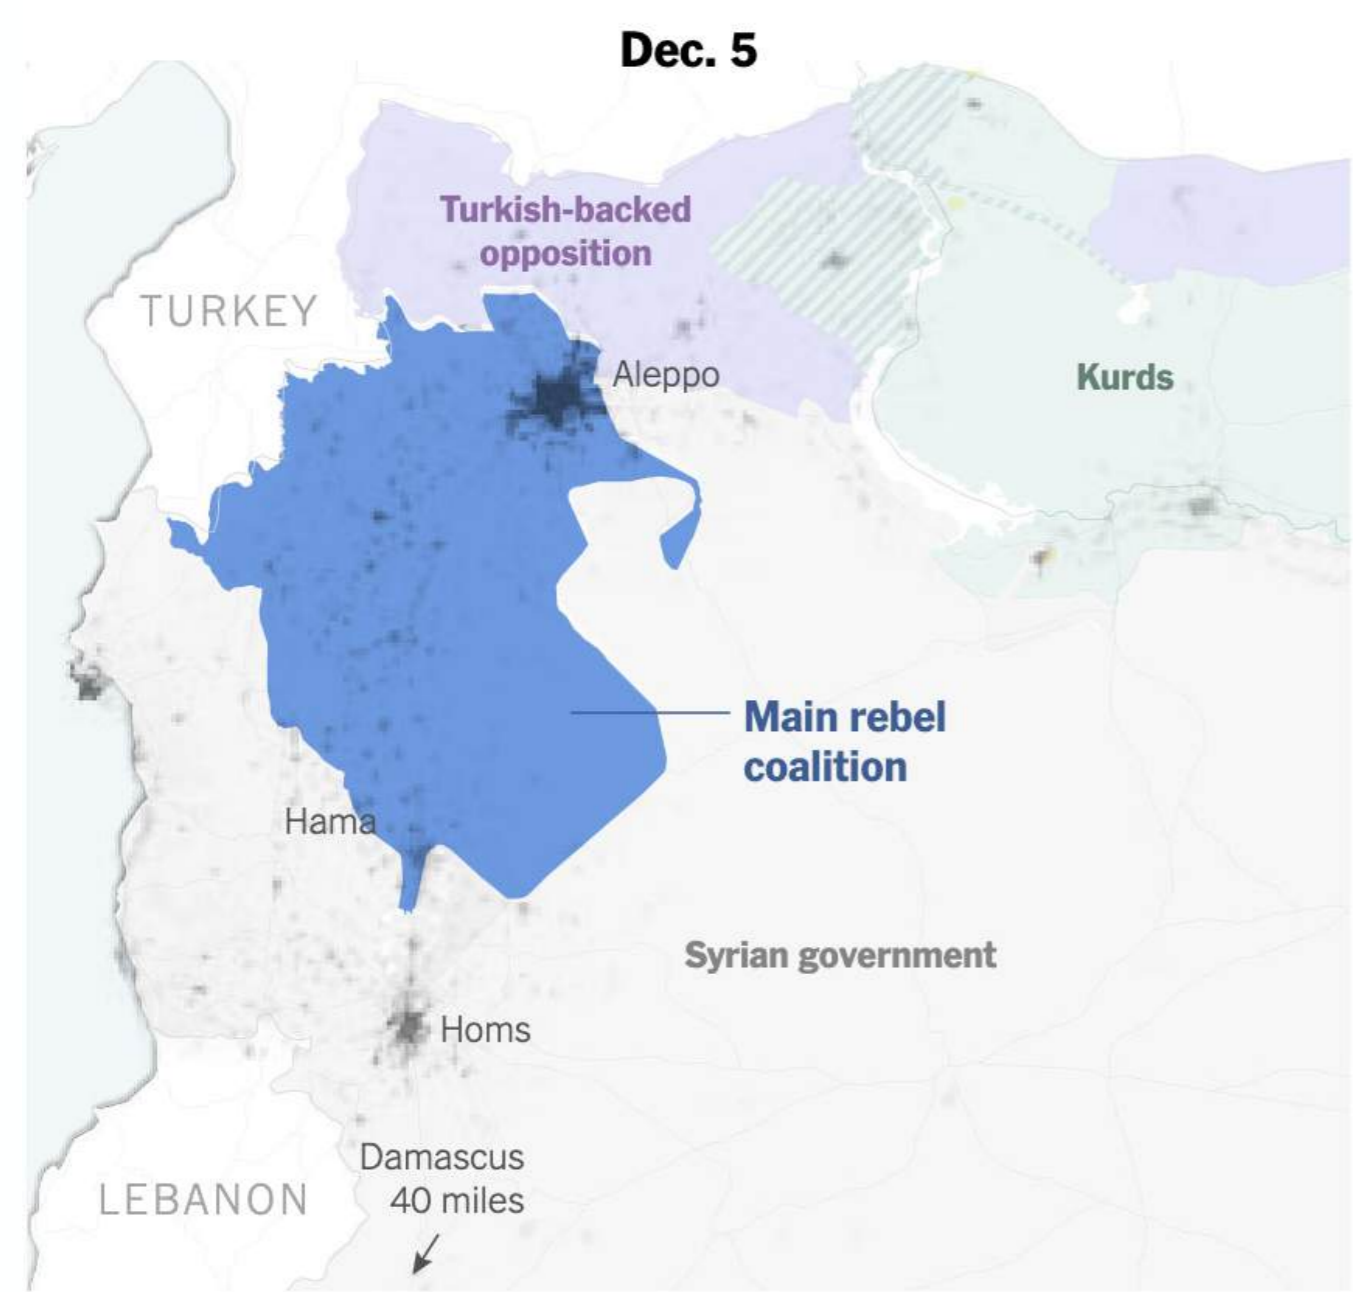 Dec. 5
Turkish-backed
opposition
TURKEY
Aleppo
Kurds
Main rebel
coalition
Hama
Syrian government
Homs
Damascus
40 miles
LEBANON